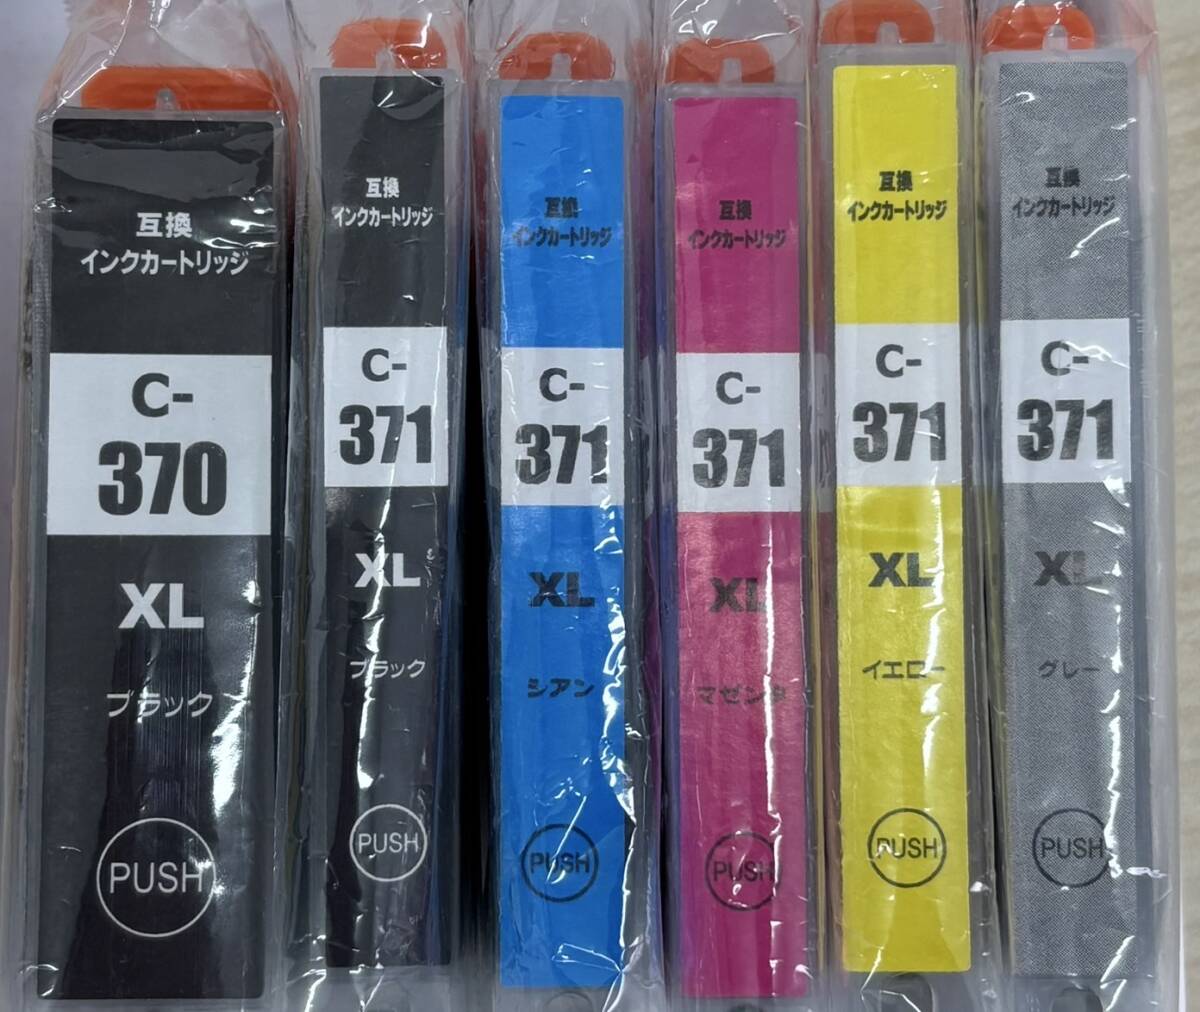 互換
インクカートリッジ
C-
370
XL
ブラック
PUSH
互換
インクカートリッジ
C-
371
XL
ブラック
PUSH
互換
インクカートリッジ
C-
371
XL
シアン
PUSH
互換
インクカートリッジ
C-
371
XL
マゼンタ
PUSH
互換
インクカートリッジ
C-
371
XL
イエロー
PUSH
互換
インクカートリッジ
C-
371
XL
グレー
PUSH